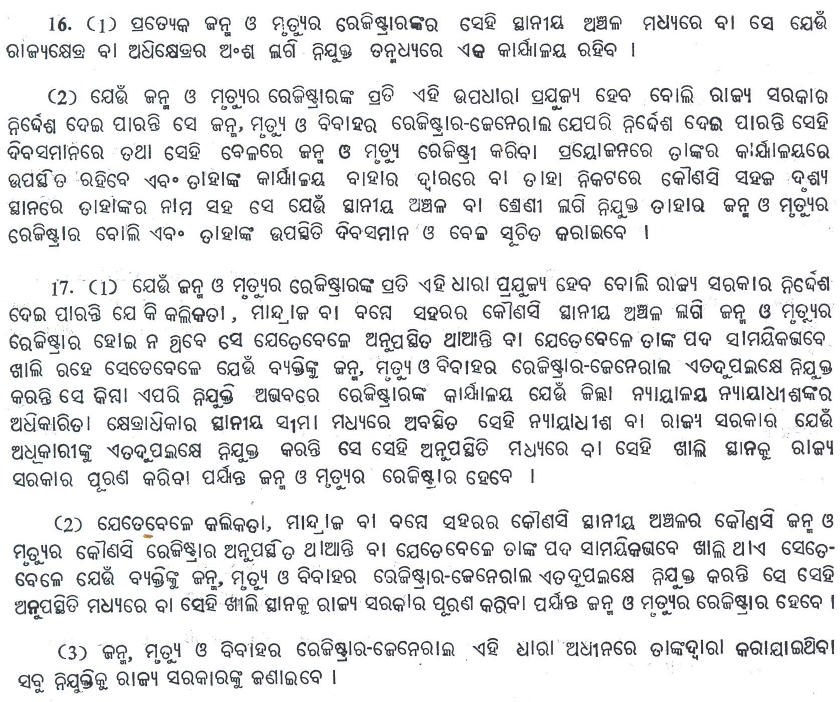 16. (1) ପ୍ରତ୍ୟେକ ଜନ୍ମ ଓ ମୃତ୍ୟୁର ରେଜିଷ୍ଟ୍ରାରଙ୍କର ସେହି ସ୍ଥାନୀୟ ଅଞ୍ଚଳ ମଧ୍ୟରେ ବା ସେ ଯେଉଁ
ରାଜ୍ୟକ୍ଷେତ୍ର ବା ଅଧିକ୍ଷେତ୍ରର ଅଂଶ ଲଗି ନିଯୁକ୍ତ ତନ୍ମଧ୍ୟରେ ଏକ କାର୍ଯ୍ୟାଳୟ ରହିବ ।
(2) ଯେଉଁ ଜନ୍ମ ଓ ମୃତ୍ୟୁର ରେଜିଷ୍ଟ୍ରାରଙ୍କ ପ୍ରତି ଏହି ଉପଧାରା ପ୍ରଯୁଜ୍ୟ ହେବ ବୋଲି ରାଜ୍ୟ ସରକାର
ନିର୍ଦ୍ଦେଶ ଦେଇ ପାରନ୍ତି ସେ ଜନ୍ମ, ମୃତ୍ୟୁ ଓ ବିବାହର ରେଜିଷ୍ଟ୍ରାର-ଜେନେରାଲ ଯେପରି ନିର୍ଦ୍ଦେଶ ଦେଇ ପାରନ୍ତି ସେହି
ଦିବସମାନରେ ତଥା ସେହି ବେଳରେ ଜନ୍ମ ଓ ମୃତ୍ୟୁ ରେଜିଷ୍ଟ୍ରୀ କରିବା ପ୍ରୟୋଜନରେ ତାଙ୍କର କାର୍ଯ୍ୟାଳୟରେ
ଉପସ୍ଥିତ ରହିବେ ଏବଂ ତାହାଙ୍କ କାର୍ଯ୍ୟାଳୟ ବାହାର ଦ୍ୱାରରେ ବା ତାହା ନିକଟରେ କୌଣସି ସହଜ ଦୃଶ୍ୟ
ସ୍ଥାନରେ ତାହାଙ୍କର ନାମ ସହ ସେ ଯେଉଁ ସ୍ଥାନୀୟ ଅଞ୍ଚଳ ବା ଶ୍ରେଣୀ ଲଗି ନିଯୁକ୍ତ ତାହାର ଜନ୍ମ ଓ ମୃତ୍ୟୁର
ରେଜିଷ୍ଟ୍ରାର ବୋଲି ଏବଂ ତାହାଙ୍କ ଉପସ୍ଥିତି ଦିବସମାନ ଓ ବେଳ ସୂଚିତ କରାଇବେ ।
17. (1) ଯେଉଁ ଜନ୍ମ ଓ ମୃତ୍ୟୁର ରେଜିଷ୍ଟ୍ରାରଙ୍କ ପ୍ରତି ଏହି ଧାରା ପ୍ରଯୁଜ୍ୟ ହେବ ବୋଲି ରାଜ୍ୟ ସରକାର ନିର୍ଦ୍ଦେଶ
ଦେଇ ପାରନ୍ତି ଯେ କି କଲିକତା, ମାନ୍ଦ୍ରାଜ ବା ବମ୍ବେ ସହରର କୌଣସି ସ୍ଥାନୀୟ ଅଞ୍ଚଳ ଲଗି ଜନ୍ମ ଓ ମୃତ୍ୟୁର
ରେଜିଷ୍ଟ୍ରାର ହୋଇ ନ ଥିବେ ସେ ଯେତେବେଳେ ଅନୁପସ୍ଥିତ ଥାଆନ୍ତି ବା ଯେତେବେଳେ ତାଙ୍କ ପଦ ସାମୟିକଭବେ
ଖାଲି ରହେ ସେତେବେଳେ ଯେଉଁ ବ୍ୟକ୍ତିଙ୍କୁ ଜନ୍ମ, ମୃତ୍ୟୁ ଓ ବିବାହର ରେଜିଷ୍ଟ୍ରାର-ଜେନେରାଲ ଏତଦୁପଲକ୍ଷେ ନିଯୁକ୍ତ
କରନ୍ତି ସେ କିମ୍ବା ଏପରି ନିଯୁକ୍ତି ଅଭବରେ ରେଜିଷ୍ଟ୍ରାରଙ୍କ କାର୍ଯ୍ୟାଳୟ ଯେଉଁ ଜିଲ୍ଲା ନ୍ୟାୟାଳୟ ନ୍ୟାୟାଧୀଶଙ୍କର
ଅଧିକାରିତା କ୍ଷେତ୍ରାଧିକାର ସ୍ଥାନୀୟ ସୀମା ମଧ୍ୟରେ ଅବସ୍ଥିତ ସେହି ନ୍ୟାୟାଧୀଶ ବା ରାଜ୍ୟ ସରକାର ଯେଉଁ
ଅଧିକାରୀଙ୍କୁ ଏତଦୁପଲକ୍ଷେ ନିଯୁକ୍ତ କରନ୍ତି ସେ ସେହି ଅନୁପସ୍ଥିତି ମଧ୍ୟରେ ବା ସେହି ଖାଲି ସ୍ଥାନକୁ ରାଜ୍ୟ
ସରକାର ପୂରଣ କରିବା ପର୍ଯ୍ୟନ୍ତ ଜନ୍ମ ଓ ମୃତ୍ୟୁର ରେଜିଷ୍ଟ୍ରାର ହେବେ ।
(2) ଯେତେବେଳେ କଲିକତା, ମାନ୍ଦ୍ରାଜ ବା ବମ୍ବେ ସହରର କୌଣସି ସ୍ଥାନୀୟ ଅଞ୍ଚଳର କୌଣସି ଜନ୍ମ ଓ
ମୃତ୍ୟୁର କୌଣସି ରେଜିଷ୍ଟ୍ରାର ଅନୁପସ୍ଥିତ ଥାଆନ୍ତି ବା ଯେତେବେଳେ ତାଙ୍କ ପଦ ସାମୟିକଭବେ ଖାଲି ଥାଏ ସେତେ-
ବେଳେ ଯେଉଁ ବ୍ୟକ୍ତିଙ୍କୁ ଜନ୍ମ, ମୃତ୍ୟୁ ଓ ବିବାହର ରେଜିଷ୍ଟ୍ରାର-ଜେନେରାଲ ଏତଦୁପଲକ୍ଷେ ନିଯୁକ୍ତ କରନ୍ତି ସେ ସେହି
ଅନୁପସ୍ଥିତି ମଧ୍ୟରେ ବା ସେହି ଖାଲି ସ୍ଥାନକୁ ରାଜ୍ୟ ସରକାର ପୂରଣ କରିବା ପର୍ଯ୍ୟନ୍ତ ଜନ୍ମ ଓ ମୃତ୍ୟୁର ରେଜିଷ୍ଟ୍ରାର ହେବେ ।
(3) ଜନ୍ମ, ମୃତ୍ୟୁ ଓ ବିବାହର ରେଜିଷ୍ଟ୍ରାର-ଜେନେରାଲ ଏହି ଧାରା ଅଧୀନରେ ତାଙ୍କଦ୍ୱାରା କରାଯାଇଥିବା
ସବୁ ନିଯୁକ୍ତିକୁ ରାଜ୍ୟ ସରକାରଙ୍କୁ ଜଣାଇବେ ।